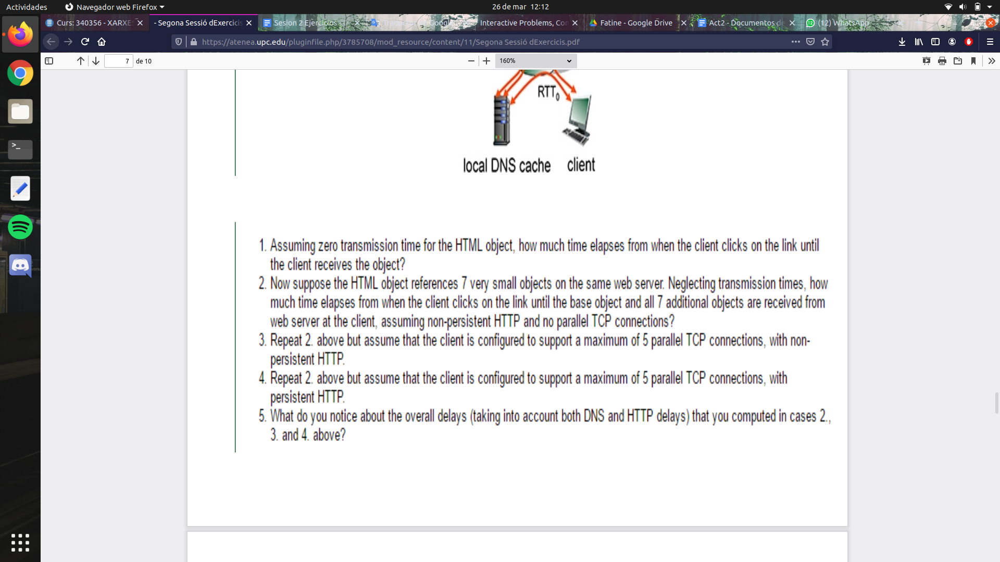 Actividades
Navegador web Firefox
26 de mar 12:12
Curs: 340356 - XARXES
- Segona Sessió dExercicis
Sesion 2 Ejercicios
Interactive Problems, Con
Fatine - Google Drive
Act2 - Documentos de
(12) WhatsApp
https://atenea.upc.edu/pluginfile.php/3785708/mod_resource/content/11/Segona Sessió dExercicis.pdf
7 de 10
160%
RTT0
local DNS cache client
1. Assuming zero transmission time for the HTML object, how much time elapses from when the client clicks on the link until
the client receives the object?
2. Now suppose the HTML object references 7 very small objects on the same web server. Neglecting transmission times, how
much time elapses from when the client clicks on the link until the base object and all 7 additional objects are received from
web server at the client, assuming non-persistent HTTP and no parallel TCP connections?
3. Repeat 2. above but assume that the client is configured to support a maximum of 5 parallel TCP connections, with non-
persistent HTTP.
4. Repeat 2. above but assume that the client is configured to support a maximum of 5 parallel TCP connections, with
persistent HTTP.
5. What do you notice about the overall delays (taking into account both DNS and HTTP delays) that you computed in cases 2.,
3. and 4. above?